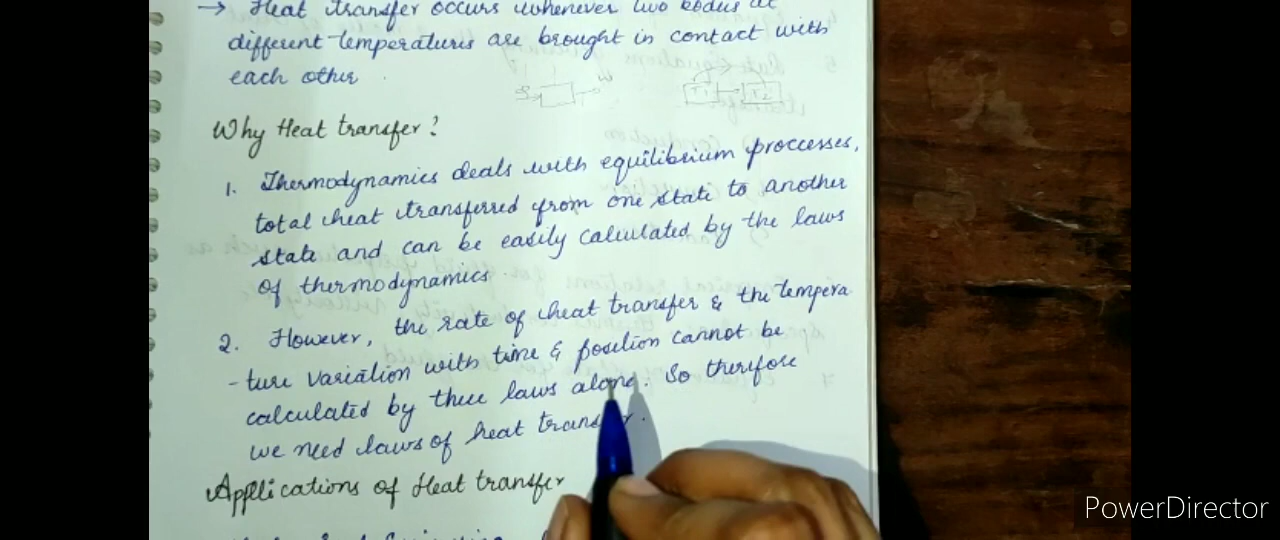 → Heat transfer occurs whenever two bodies at
different temperatures are brought in contact with
each other
Why Heat transfer?
1. Thermodynamics deals with equilibrium proccesses,
total heat transferred from one state to another
state and can be easily calculated by the laws
of thermodynamics
2. However, the rate of heat transfer & the tempera
-ture variation with time & position cannot be
calculated by these laws alone. So therefore
we need laws of heat transfer.
Applications of Heat transfer
PowerDirector